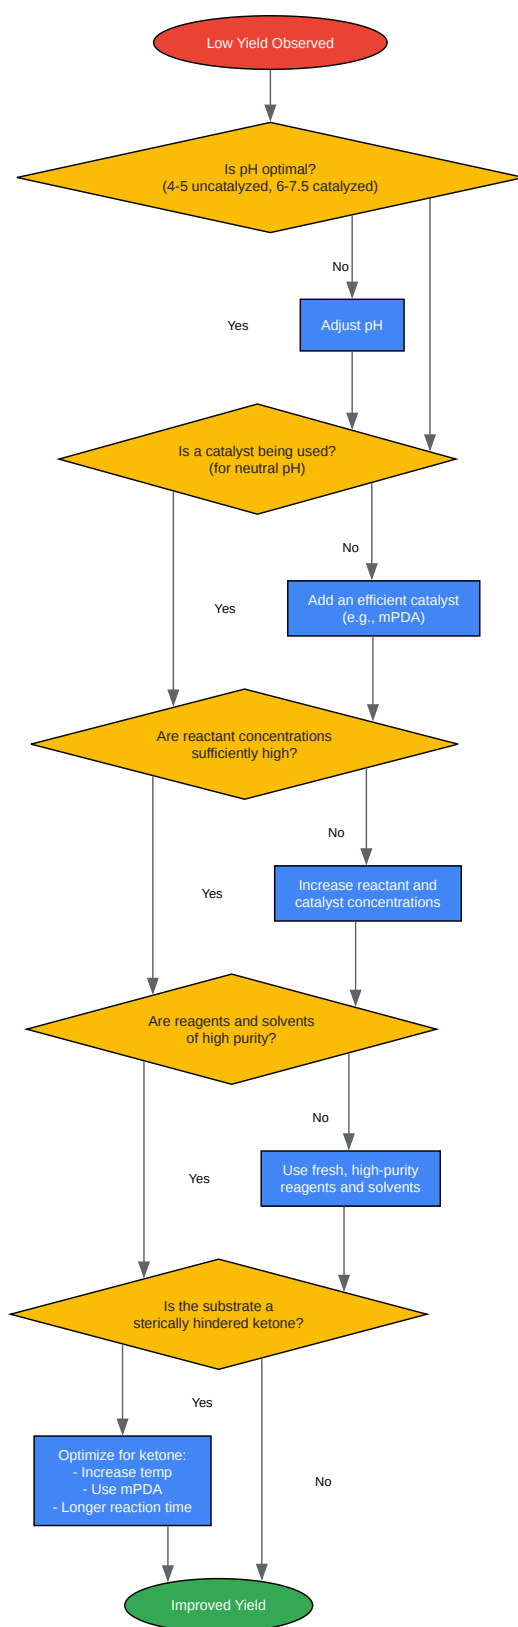 Low Yield Observed
Is pH optimal?
(4-5 uncatalyzed, 6-7.5 catalyzed)
No
Yes
Adjust pH
Is a catalyst being used?
(for neutral pH)
No
Yes
Add an efficient catalyst
(e.g., mPDA)
Are reactant concentrations
sufficiently high?
No
Yes
Increase reactant and
catalyst concentrations
Are reagents and solvents
of high purity?
No
Yes
Use fresh, high-purity
reagents and solvents
Is the substrate a
sterically hindered ketone?
Yes
Optimize for ketone:
- Increase temp
- Use mPDA
- Longer reaction time
No
Improved Yield